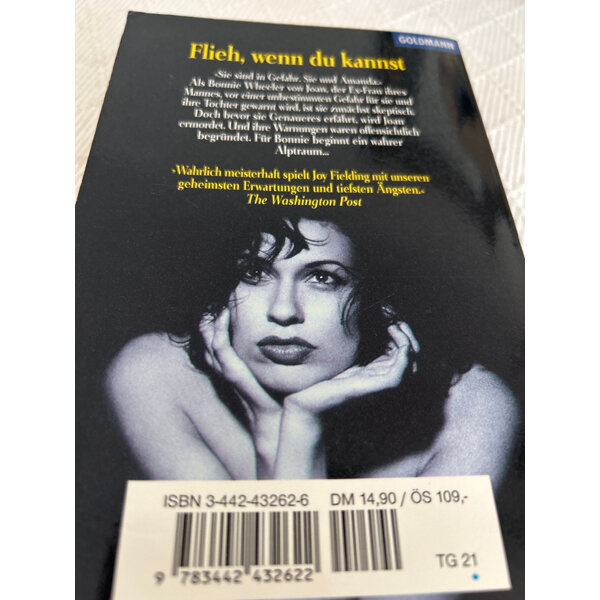 GOLDMANN
Flieh, wenn du kannst
»Sie sind in Gefahr. Sie und Amanda.«
Als Bonnie Wheeler von Joan, der Ex-Frau ihres
Mannes, vor einer unbestimmten Gefahr für sie und
ihre Tochter gewarnt wird, ist sie zunächst skeptisch.
Doch bevor sie Genaueres erfährt, wird Joan
ermordet. Und ihre Warnungen waren offensichtlich
begründet. Für Bonnie beginnt ein wahrer
Alptraum...
»Wahrlich meisterhaft spielt Joy Fielding mit unseren
geheimsten Erwartungen und tiefsten Ängsten.«
The Washington Post
ISBN 3-442-43262-6 DM 14,90 / ÖS 109,-
TG 21
9 783442 432622